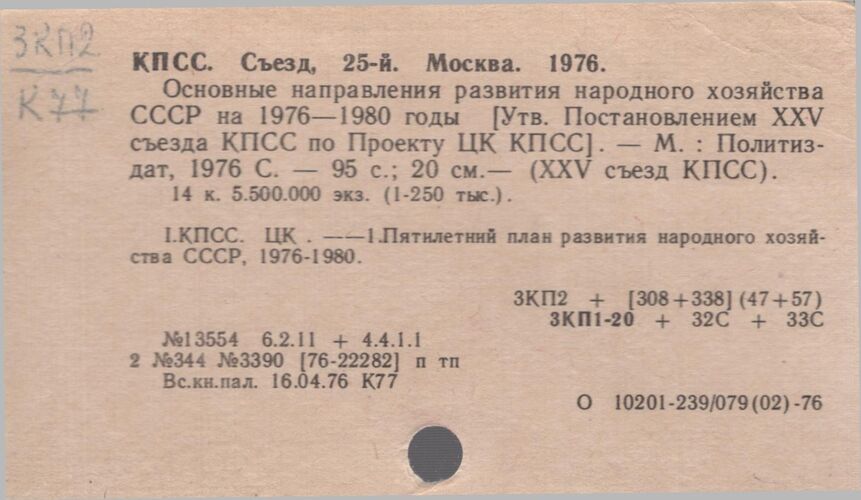 ЗКП2
К77
КПСС. Съезд, 25-й. Москва. 1976.
Основные направления развития народного хозяйства
СССР на 1976—1980 годы [Утв. Постановлением XXV
съезда КПСС по Проекту ЦК КПСС]. — М. : Политиз-
дат, 1976 С. — 95 с.; 20 см.— (XXV съезд КПСС).
14 к. 5.500.000 экз. (1-250 тыс.).
I.КПСС. ЦК . ——1.Пятилетний план развития народного хозяй-
ства СССР, 1976-1980.
3КП2 + [308+338] (47+57)
3КП1-20 + 32С + 33С
№13554 6.2.11 + 4.4.1.1
2 №344 №3390 [76-22282] п тп
Вс.кн.пал. 16.04.76 К77
О 10201-239/079(02)-76